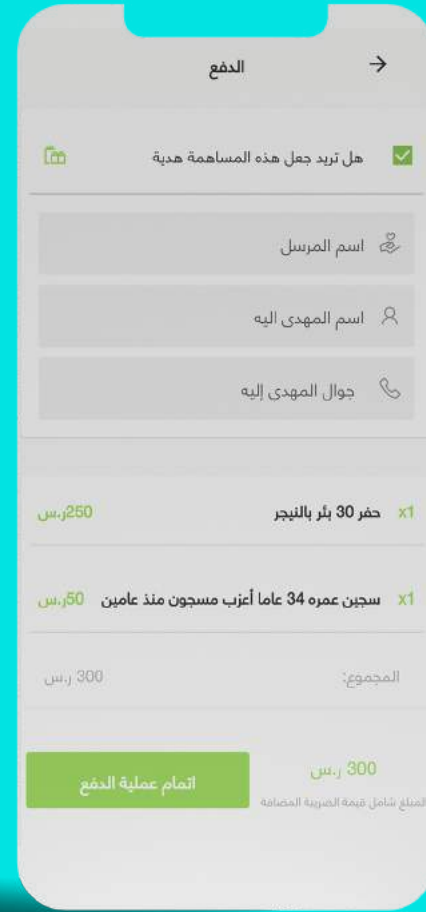 الدفع
هل تريد جعل هذه المساهمة هدية
اسم المرسل
اسم المهدى اليه
جوال المهدى إليه
x1 حفر 30 بئر بالنيجر 250ر.س
x1 سجين عمره 34 عاما أعزب مسجون منذ عامين 50ر.س
المجموع: 300 ر.س
300 ر.س
المبلغ شامل قيمة الضريبة المضافة
اتمام عملية الدفع